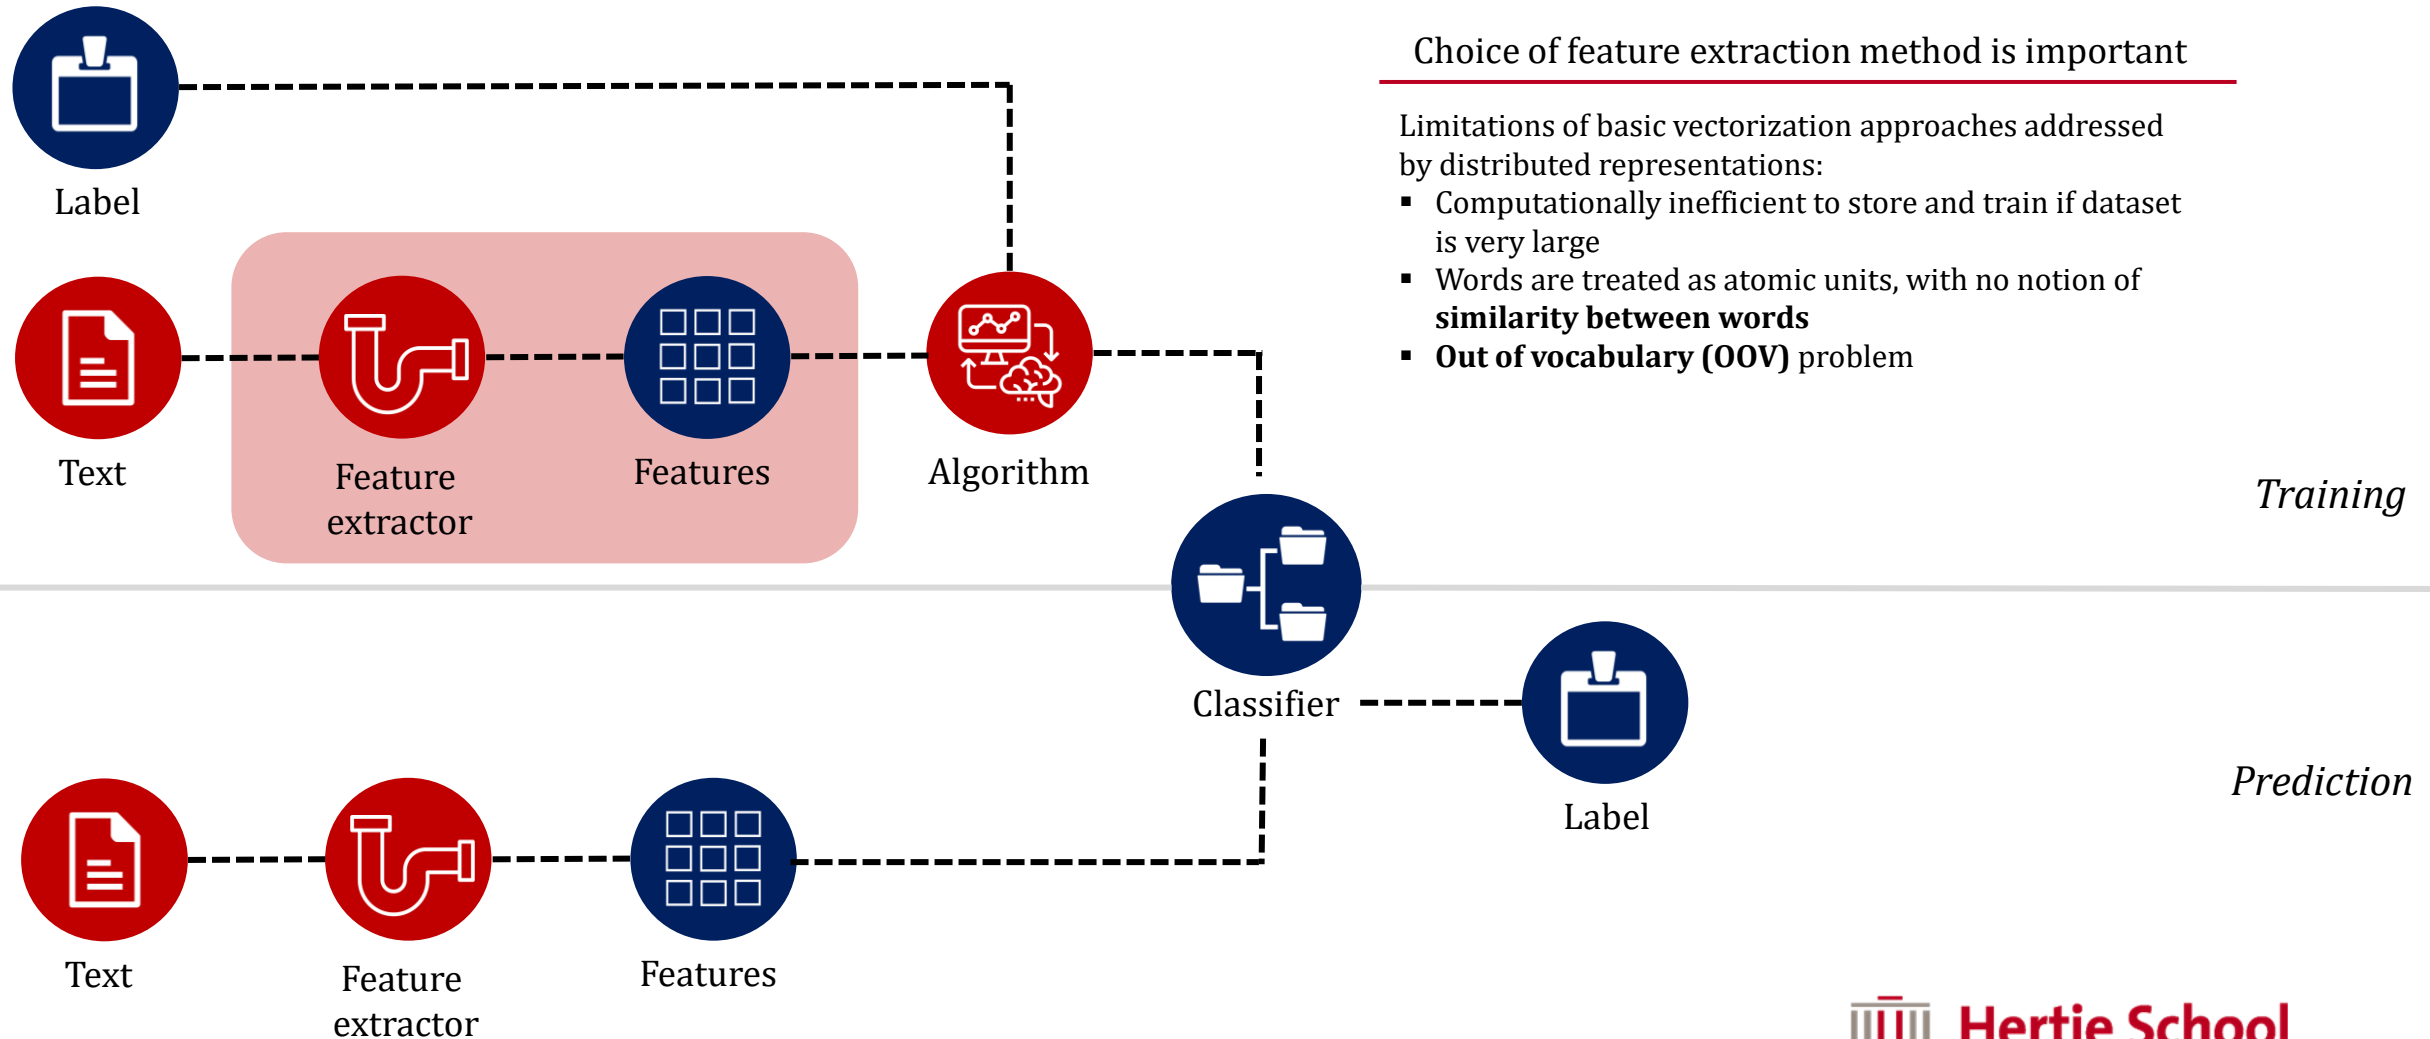 Choice of feature extraction method is important
Limitations of basic vectorization approaches addressed
by distributed representations:
▪ Computationally inefficient to store and train if dataset
is very large
▪ Words are treated as atomic units, with no notion of
similarity between words
▪ Out of vocabulary (OOV) problem
Label
Text
Feature
extractor
Features
Algorithm
Training
Classifier
Label
Prediction
Text
Feature
extractor
Features
Hertie School